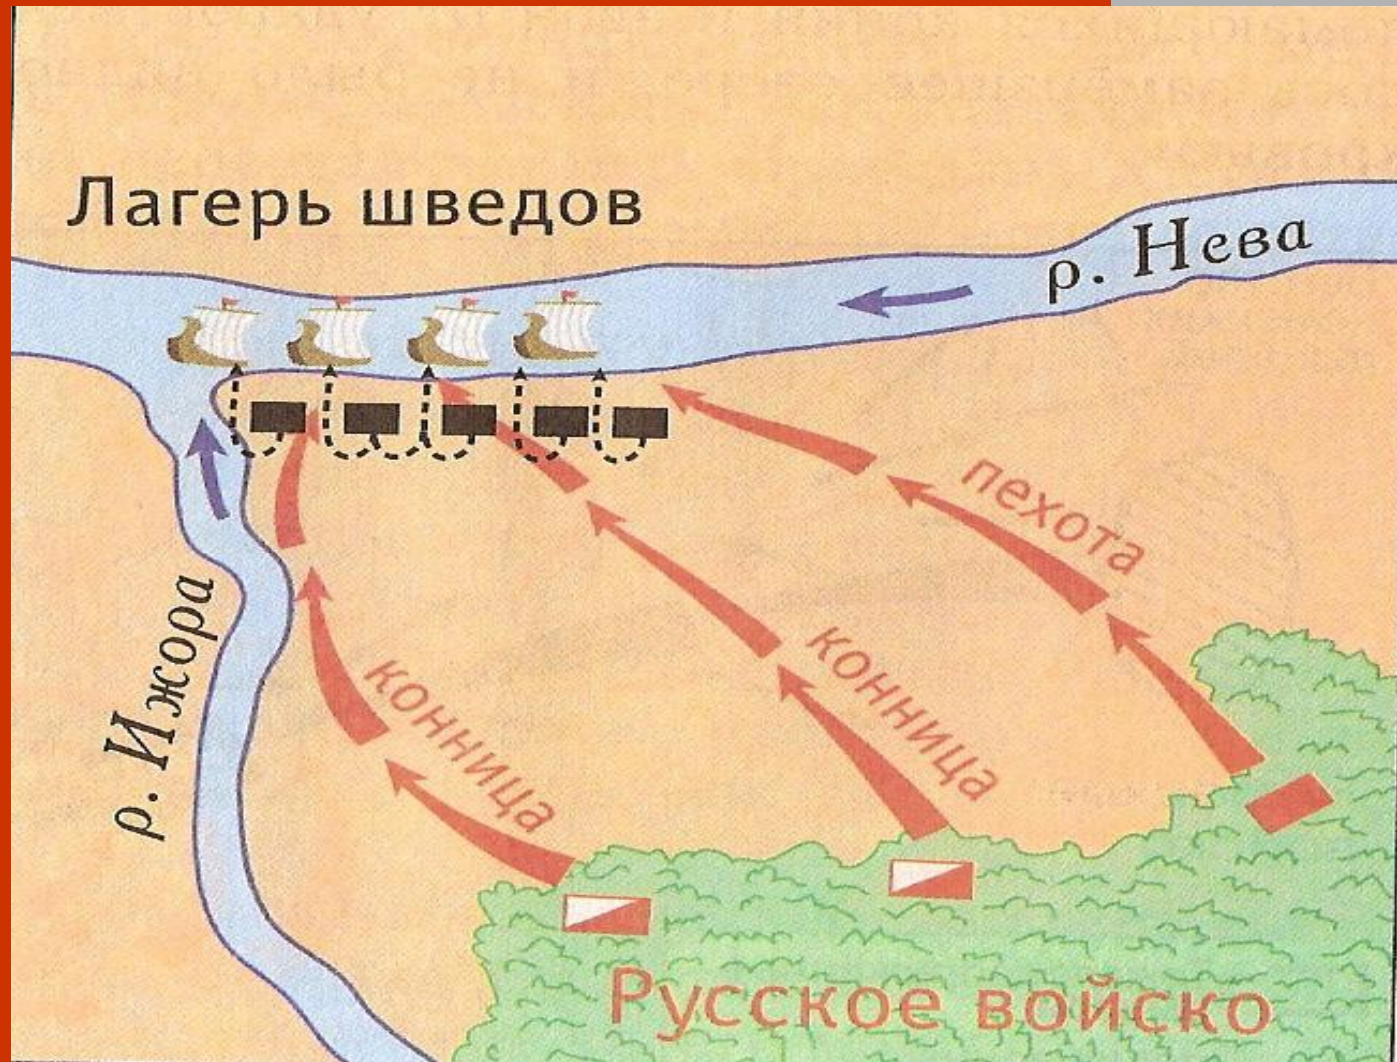 Лагерь шведов
р. Нева
пехота
р. Ижора
конница
конница
Русское войско